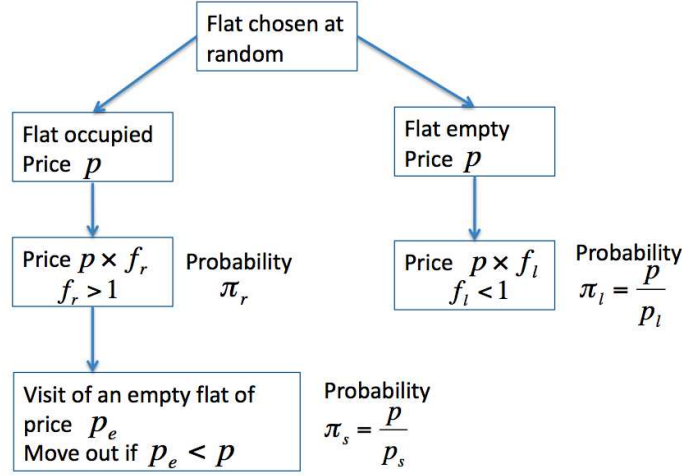 Flat chosen at
random
Flat occupied
Price p
Flat empty
Price p
Price p × f_r
f_r > 1
Probability
π_r
Price p × f_l
f_l < 1
Probability
π_l = p / p_l
Visit of an empty flat of
price p_e
Move out if p_e < p
Probability
π_s = p / p_s